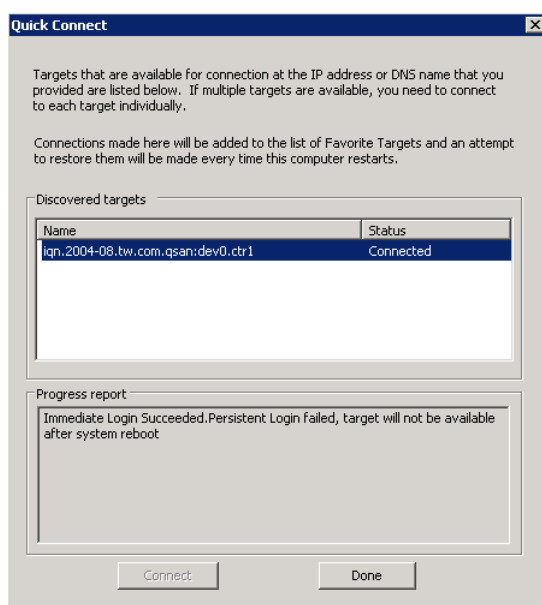 Quick Connect
Targets that are available for connection at the IP address or DNS name that you
provided are listed below.  If multiple targets are available, you need to connect
to each target individually.
Connections made here will be added to the list of Favorite Targets and an attempt
to restore them will be made every time this computer restarts.
Discovered targets
Name Status
iqn.2004-08.tw.com.qsan:dev0.ctr1 Connected
Progress report
Immediate Login Succeeded.Persistent Login failed, target will not be available
after system reboot
Connect Done